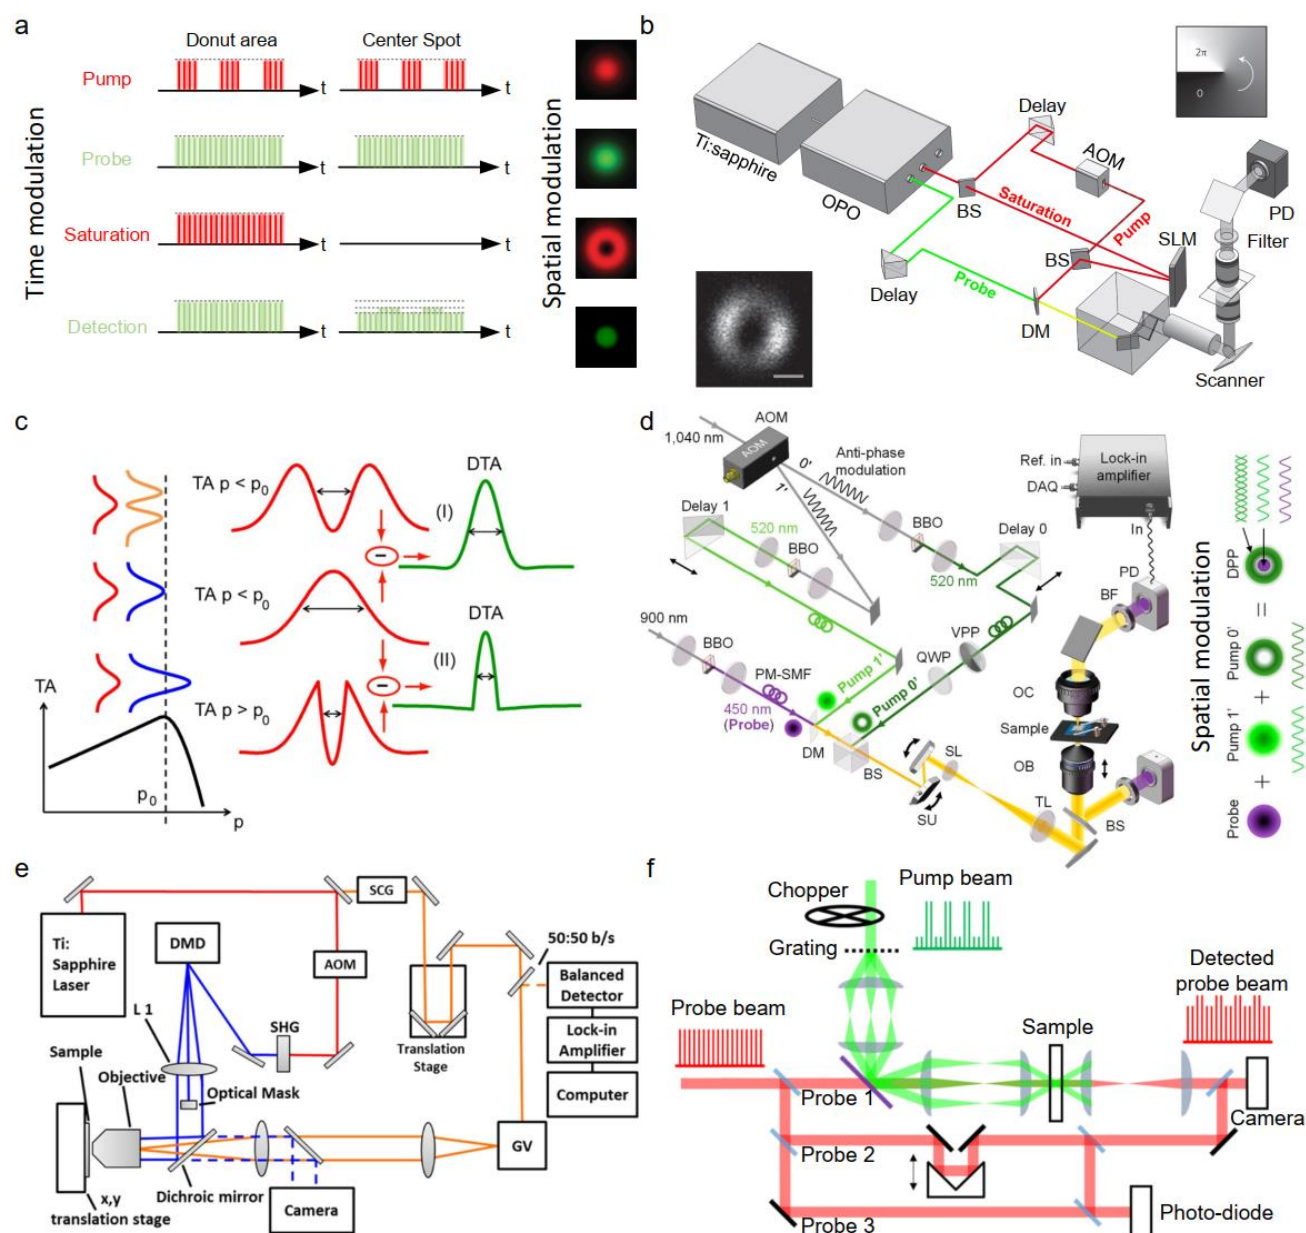 a
Donut area
Center Spot
Time modulation
Pump
t
t
Probe
t
t
Saturation
t
t
Detection
t
t
Spatial modulation
b
2π
0
Ti:sapphire
OPO
Delay
AOM
BS
Saturation
Pump
BS
SLM
PD
Filter
Delay
Probe
DM
Scanner
c
TA p < p0
(I)
DTA
TA p < p0
(II)
DTA
TA p > p0
TA
p0
p
d
AOM
1,040 nm
AOM
0'
1'
Anti-phase
modulation
Lock-in
amplifier
Ref. in
DAQ
In
Delay 1
520 nm
BBO
BBO
Delay 0
520 nm
PD
BF
900 nm
BBO
PM-SMF
VPP
QWP
Pump 1'
Pump 0'
450 nm
(Probe)
DM
BS
SL
SU
TL
OC
Sample
OB
BS
Spatial modulation
DPP
=
Pump 0'
+
Pump 1'
+
Probe
e
SCG
Ti:
Sapphire
Laser
DMD
AOM
50:50 b/s
Balanced
Detector
Lock-in
Amplifier
Computer
L 1
SHG
Translation
Stage
Sample
Objective
Optical Mask
GV
Dichroic mirror
x,y
translation stage
Camera
f
Chopper
Pump beam
Grating
Detected
probe beam
Probe beam
Sample
Probe 1
Camera
Probe 2
Photo-diode
Probe 3